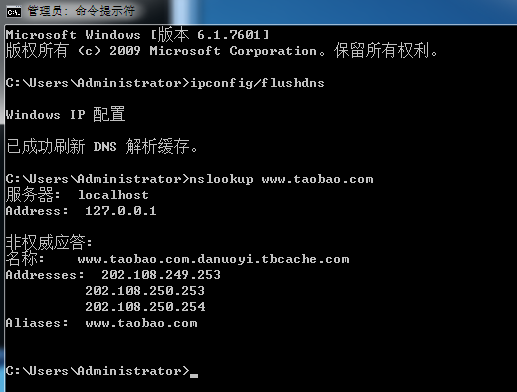 管理员: 命令提示符
Microsoft Windows [版本 6.1.7601]
版权所有 (c) 2009 Microsoft Corporation。保留所有权利。
C:\Users\Administrator>ipconfig/flushdns
Windows IP 配置
已成功刷新 DNS 解析缓存。
C:\Users\Administrator>nslookup www.taobao.com
服务器:  localhost
Address:  127.0.0.1
非权威应答:
名称:    www.taobao.com.danuoyi.tbcache.com
Addresses:  202.108.249.253
202.108.250.253
202.108.250.254
Aliases:  www.taobao.com
C:\Users\Administrator>